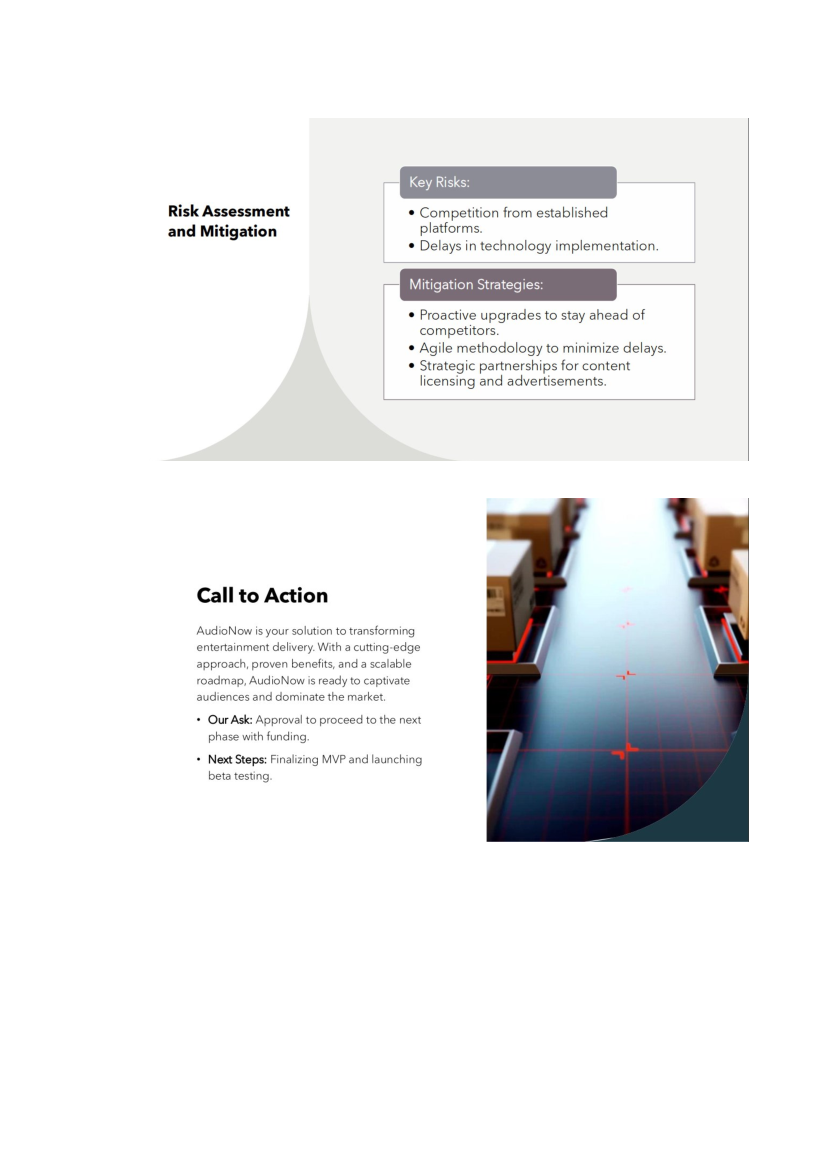 Risk Assessment
and Mitigation
Key Risks:
• Competition from established
platforms.
• Delays in technology implementation.
Mitigation Strategies:
• Proactive upgrades to stay ahead of
competitors.
• Agile methodology to minimize delays.
• Strategic partnerships for content
licensing and advertisements.
Call to Action
AudioNow is your solution to transforming
entertainment delivery. With a cutting-edge
approach, proven benefits, and a scalable
roadmap, AudioNow is ready to captivate
audiences and dominate the market.
• Our Ask: Approval to proceed to the next
phase with funding.
• Next Steps: Finalizing MVP and launching
beta testing.